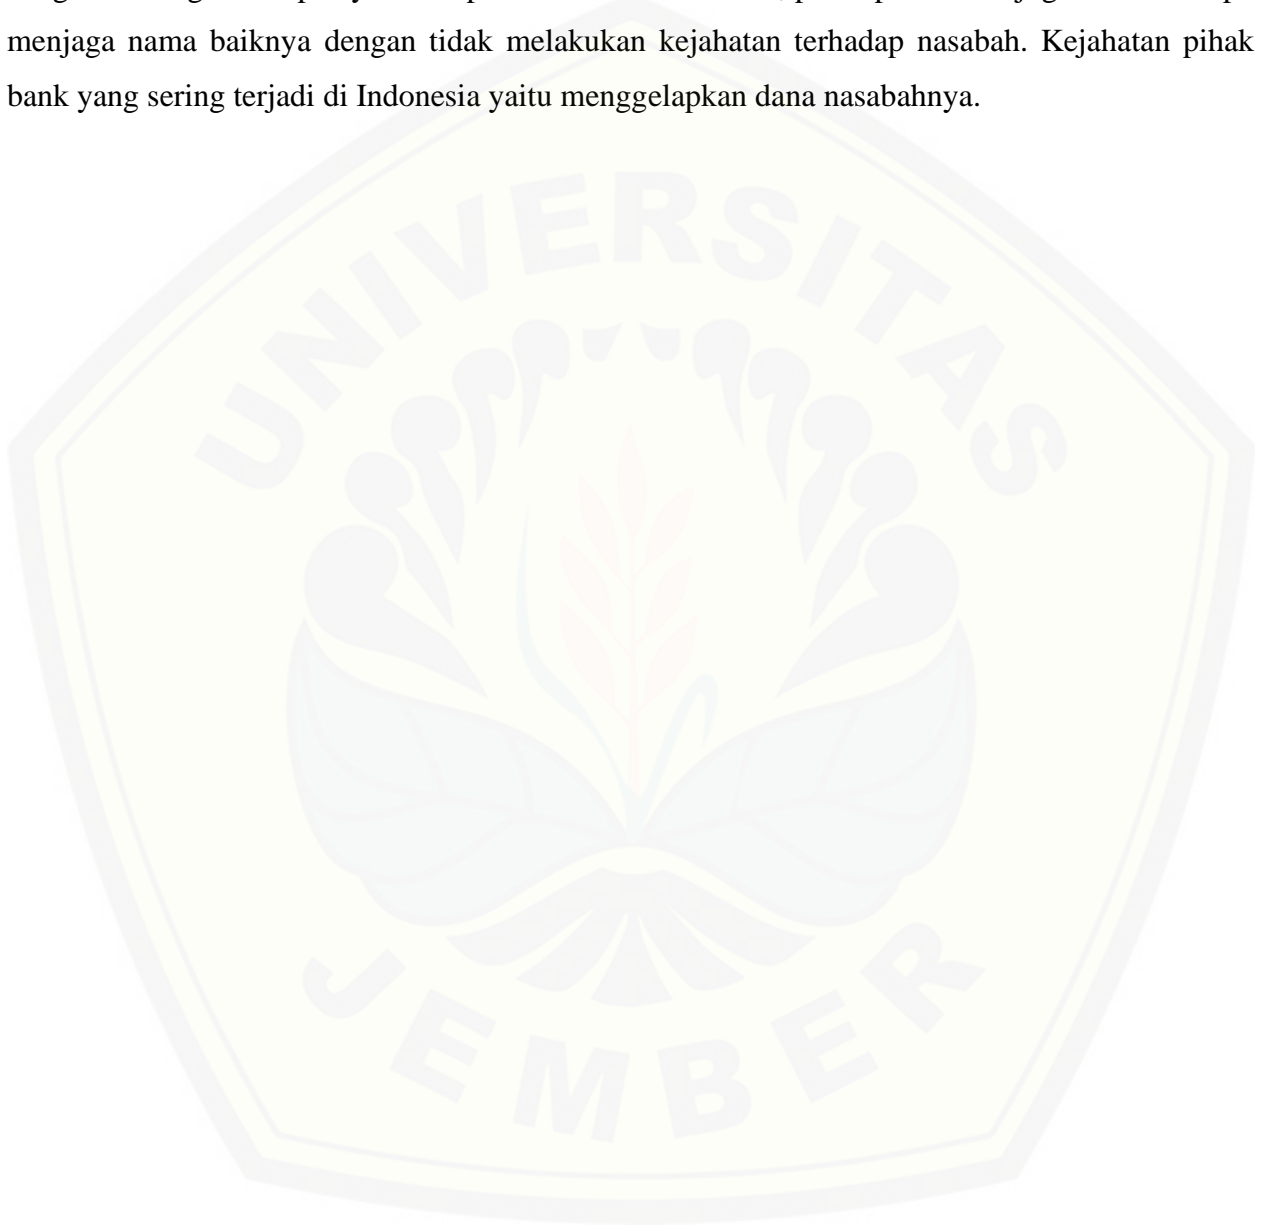 menjaga nama baiknya dengan tidak melakukan kejahatan terhadap nasabah. Kejahatan pihak
bank yang sering terjadi di Indonesia yaitu menggelapkan dana nasabahnya.
UNIVERSITAS
JEMBER